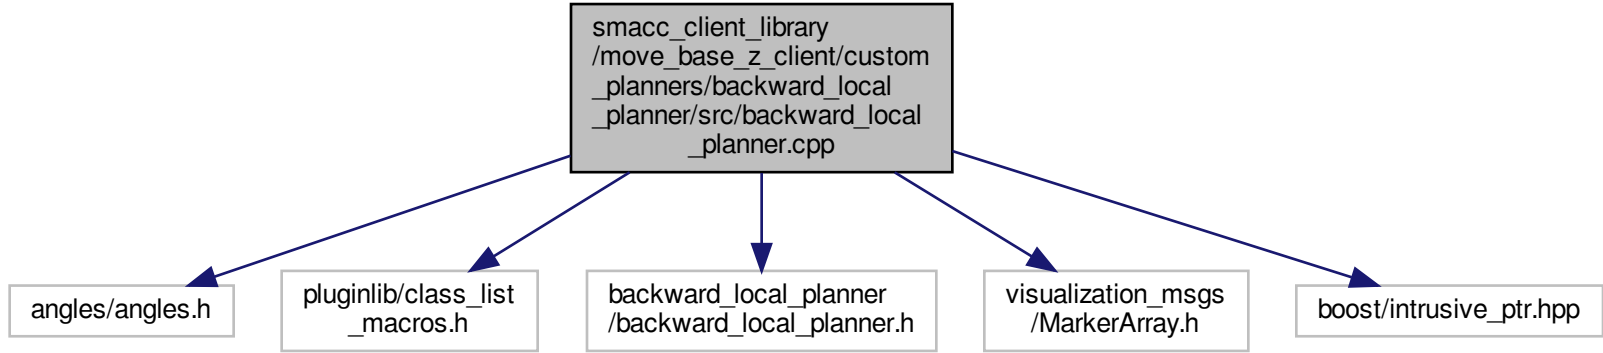 smacc_client_library
/move_base_z_client/custom
_planners/backward_local
_planner/src/backward_local
_planner.cpp
angles/angles.h
pluginlib/class_list
_macros.h
backward_local_planner
/backward_local_planner.h
visualization_msgs
/MarkerArray.h
boost/intrusive_ptr.hpp